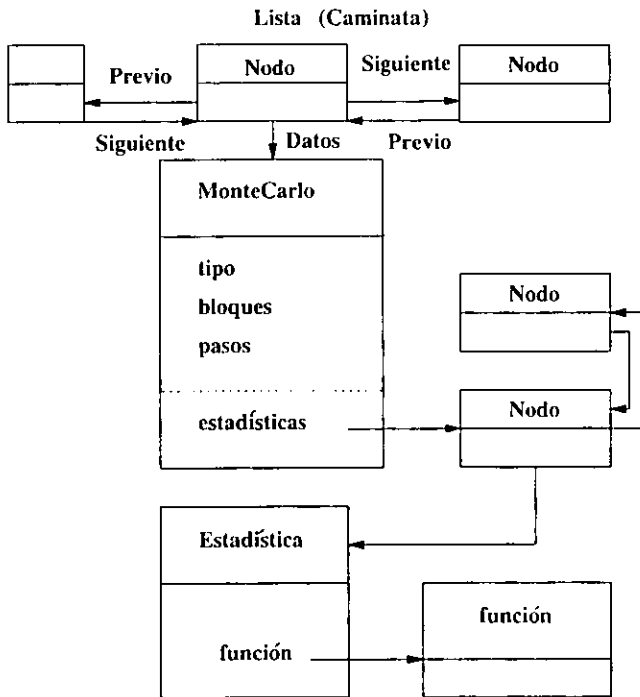 Lista (Caminata)
Previo
Nodo
Siguiente
Nodo
Siguiente
Datos
Previo
MonteCarlo
tipo
bloques
pasos
Nodo
estadísticas
Nodo
Estadística
función
función